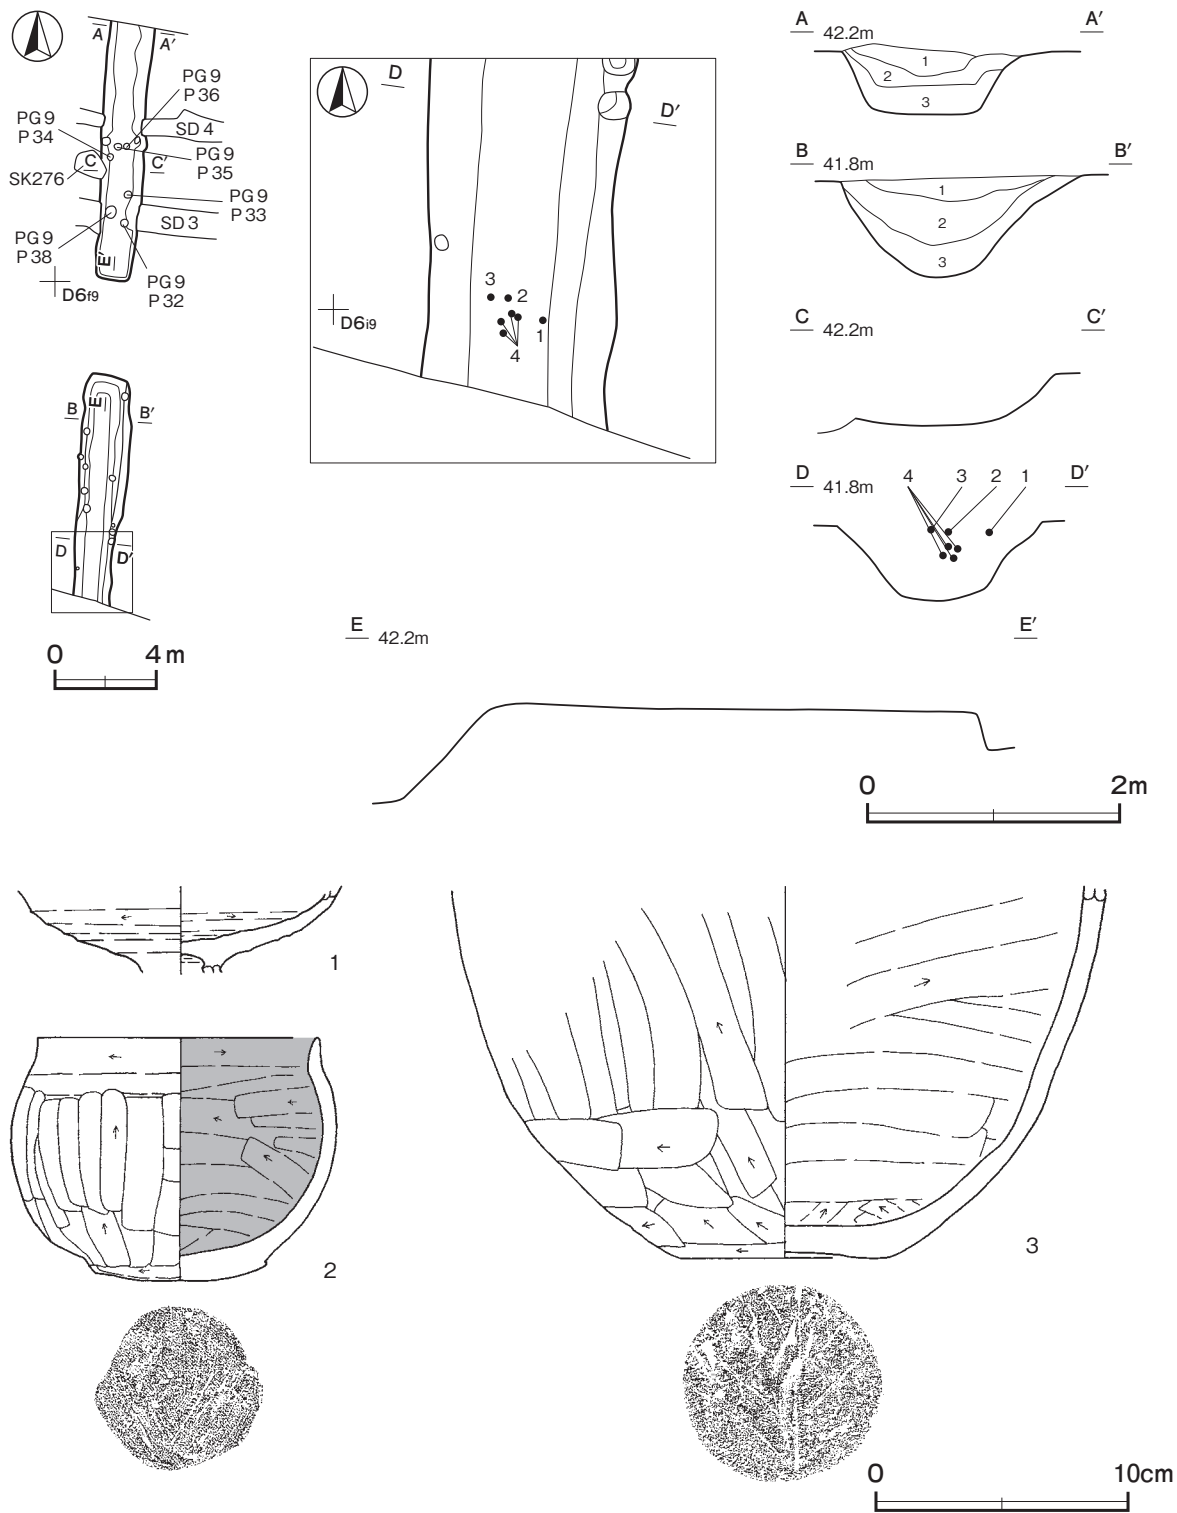 A
A′
PG 9
P 36
PG 9
P 34
SD 4
C
C′
PG 9
P 35
SK276
PG 9
P 33
SD 3
PG 9
P 38
E′
PG 9
P 32
D6f9
B
E
B′
D
D′
0 4 m
D
D′
3
2
1
4
D6i9
A 42.2m A′
1
2
3
B 41.8m B′
1
2
3
C 42.2m C′
D 41.8m D′
4 3 2 1
E 42.2m E′
0 2m
1
2
3
0 10cm